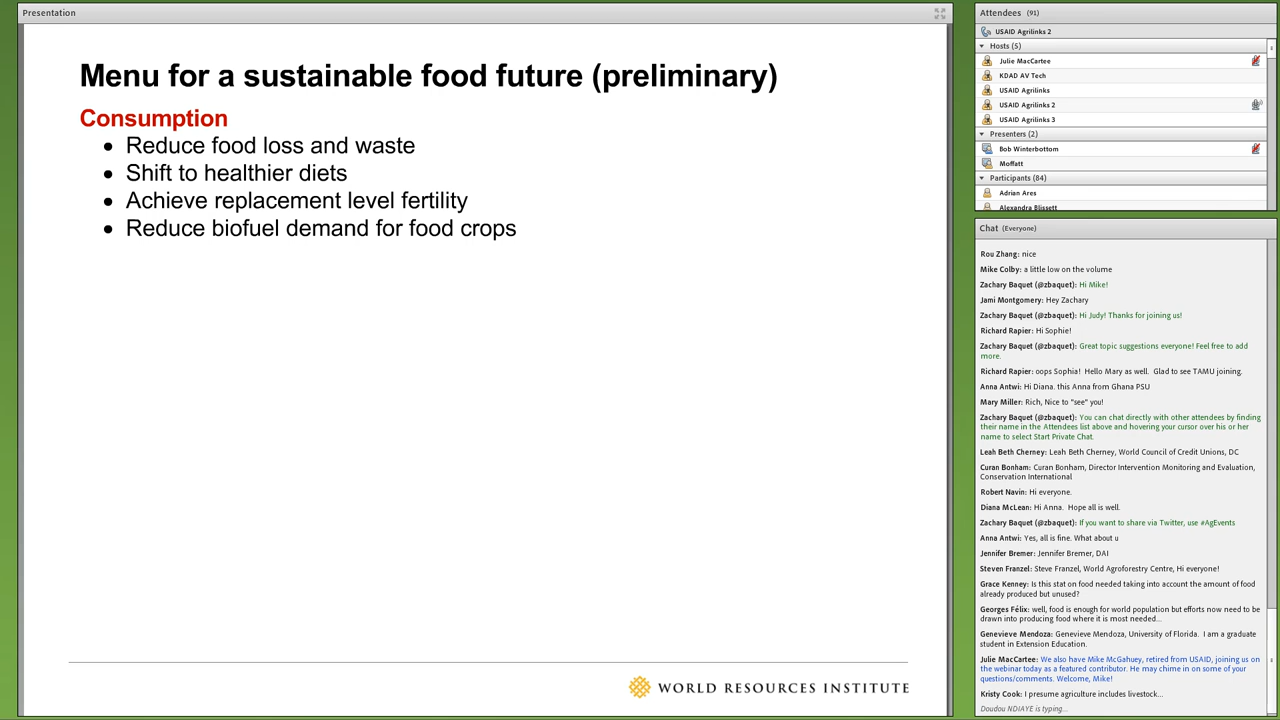 Presentation
Menu for a sustainable food future (preliminary)
Consumption
• Reduce food loss and waste
• Shift to healthier diets
• Achieve replacement level fertility
• Reduce biofuel demand for food crops
WORLD RESOURCES INSTITUTE
Attendees (91)
USAID Agrilinks 2
Hosts (5)
Julie MacCartee
KDAD AV Tech
USAID Agrilinks
USAID Agrilinks 2
USAID Agrilinks 3
Presenters (2)
Bob Winterbottom
Moffatt
Participants (84)
Adrian Ares
Alexandra Blissett
Chat (Everyone)
Rou Zhang: nice
Mike Colby: a little low on the volume
Zachary Baquet (@zbaquet): Hi Mike!
Jami Montgomery: Hey Zachary
Zachary Baquet (@zbaquet): Hi Judy! Thanks for joining us!
Richard Rapier: Hi Sophie!
Zachary Baquet (@zbaquet): Great topic suggestions everyone! Feel free to add
more.
Richard Rapier: oops Sophia! Hello Mary as well. Glad to see TAMU joining.
Anna Antwi: Hi Diana. this Anna from Ghana PSU
Mary Miller: Rich, Nice to "see" you!
Zachary Baquet (@zbaquet): You can chat directly with other attendees by finding
their name in the Attendees list above and hovering your cursor over his or her
name to select Start Private Chat.
Leah Beth Cherney: Leah Beth Cherney, World Council of Credit Unions, DC
Curan Bonham: Curan Bonham, Director Intervention Monitoring and Evaluation,
Conservation International
Robert Navin: Hi everyone.
Diana McLean: Hi Anna. Hope all is well.
Zachary Baquet (@zbaquet): If you want to share via Twitter, use #AgEvents
Anna Antwi: Yes, all is fine. What about u
Jennifer Bremer: Jennifer Bremer, DAI
Steven Franzel: Steve Franzel, World Agroforestry Centre, Hi everyone!
Grace Kenney: Is this stat on food needed taking into account the amount of food
already produced but unused?
Georges Félix: well, food is enough for world population but efforts now need to be
drawn into producing food where it is most needed...
Genevieve Mendoza: Genevieve Mendoza, University of Florida. I am a graduate
student in Extension Education.
Julie MacCartee: We also have Mike McGahuey, retired from USAID, joining us on
the webinar today as a featured contributor. He may chime in on some of your
questions/comments. Welcome, Mike!
Kristy Cook: I presume agriculture includes livestock...
Doudou NDIAYE is typing...